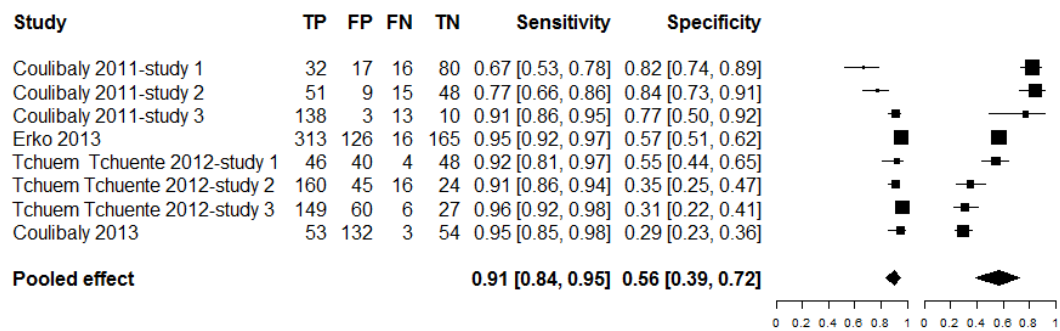 Study TP FP FN TN Sensitivity Specificity
Coulibaly 2011-study 1 32 17 16 80 0.67 [0.53, 0.78] 0.82 [0.74, 0.89]
Coulibaly 2011-study 2 51 9 15 48 0.77 [0.66, 0.86] 0.84 [0.73, 0.91]
Coulibaly 2011-study 3 138 3 13 10 0.91 [0.86, 0.95] 0.77 [0.50, 0.92]
Erko 2013 313 126 16 165 0.95 [0.92, 0.97] 0.57 [0.51, 0.62]
Tchuem Tchuente 2012-study 1 46 40 4 48 0.92 [0.81, 0.97] 0.55 [0.44, 0.65]
Tchuem Tchuente 2012-study 2 160 45 16 24 0.91 [0.86, 0.94] 0.35 [0.25, 0.47]
Tchuem Tchuente 2012-study 3 149 60 6 27 0.96 [0.92, 0.98] 0.31 [0.22, 0.41]
Coulibaly 2013 53 132 3 54 0.95 [0.85, 0.98] 0.29 [0.23, 0.36]
Pooled effect 0.91 [0.84, 0.95] 0.56 [0.39, 0.72]
0 0.2 0.4 0.6 0.8 1 0 0.2 0.4 0.6 0.8 1